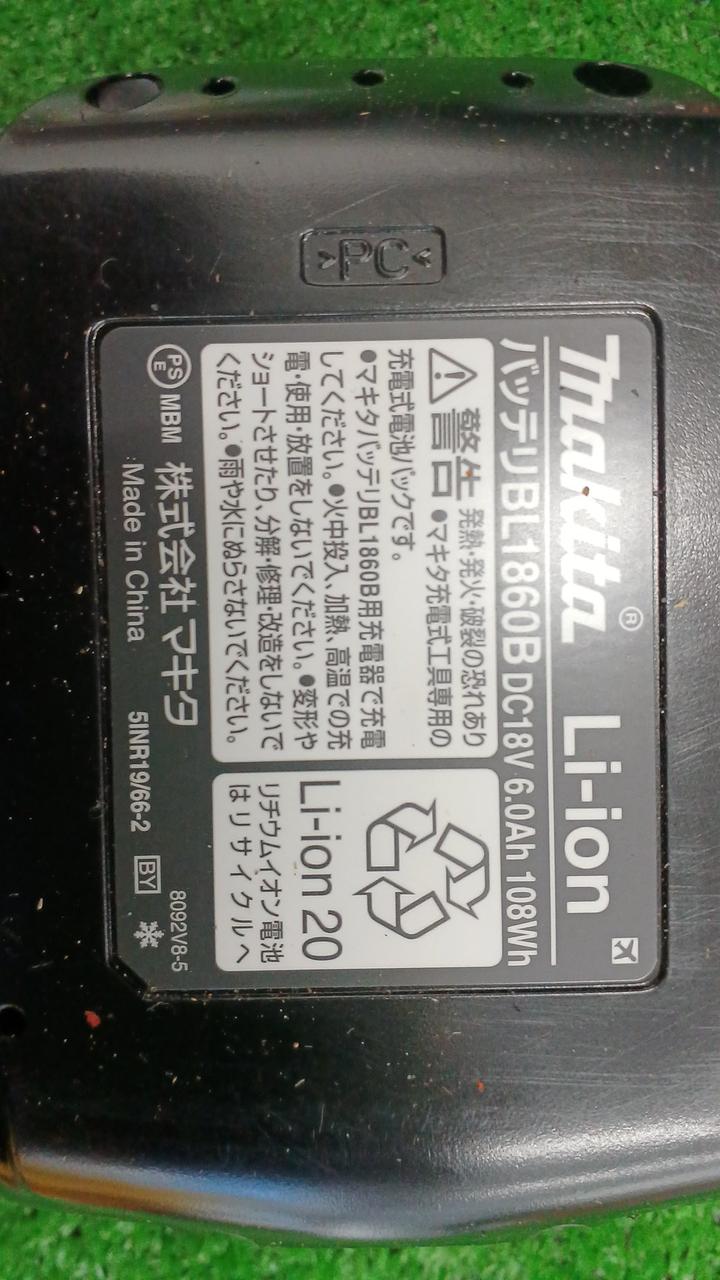 >PC<
makita® Li-ion
バッテリBL1860B DC18V 6.0Ah 108Wh
警告 発熱・発火・破裂の恐れあり
●マキタ充電式工具専用の
充電式電池パックです。
●マキタバッテリBL1860B用充電器で充電
してください。●火中投入、加熱、高温での充
電・使用・放置をしないでください。●変形や
ショートさせたり、分解・修理・改造をしないで
ください。●雨や水にぬらさないでください。
Li-ion 20
リチウムイオン電池
はリサイクルへ
PS
E
MBM 株式会社 マキタ
Made in China
5INR19/66-2 BY
8092V8-5